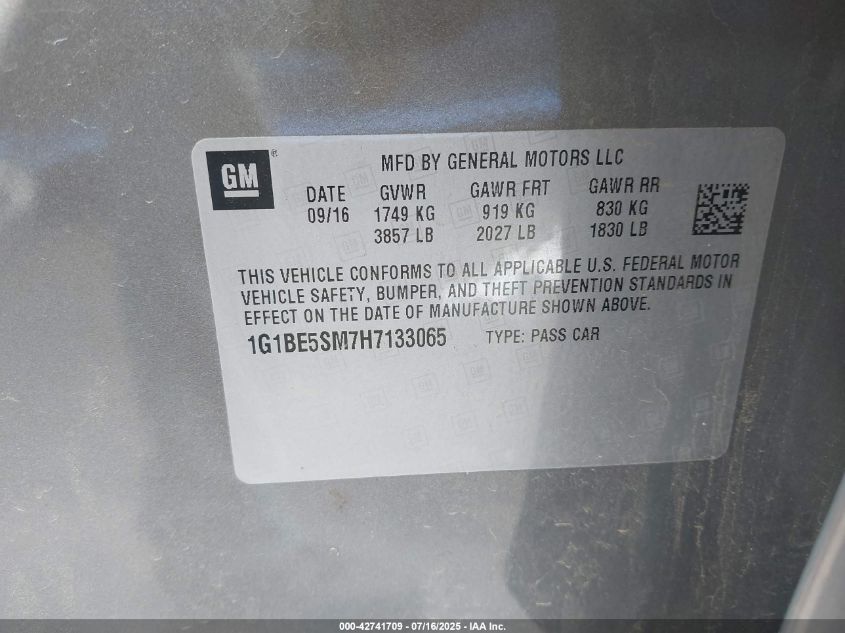 GM ®
MFD BY GENERAL MOTORS LLC
DATE GVWR GAWR FRT GAWR RR
09/16 1749 KG 919 KG 830 KG
3857 LB 2027 LB 1830 LB
THIS VEHICLE CONFORMS TO ALL APPLICABLE U.S. FEDERAL MOTOR
VEHICLE SAFETY, BUMPER, AND THEFT PREVENTION STANDARDS IN
EFFECT ON THE DATE OF MANUFACTURE SHOWN ABOVE.
1G1BE5SM7H7133065 TYPE: PASS CAR
000-42741709 - 07/16/2025 - IAA Inc.